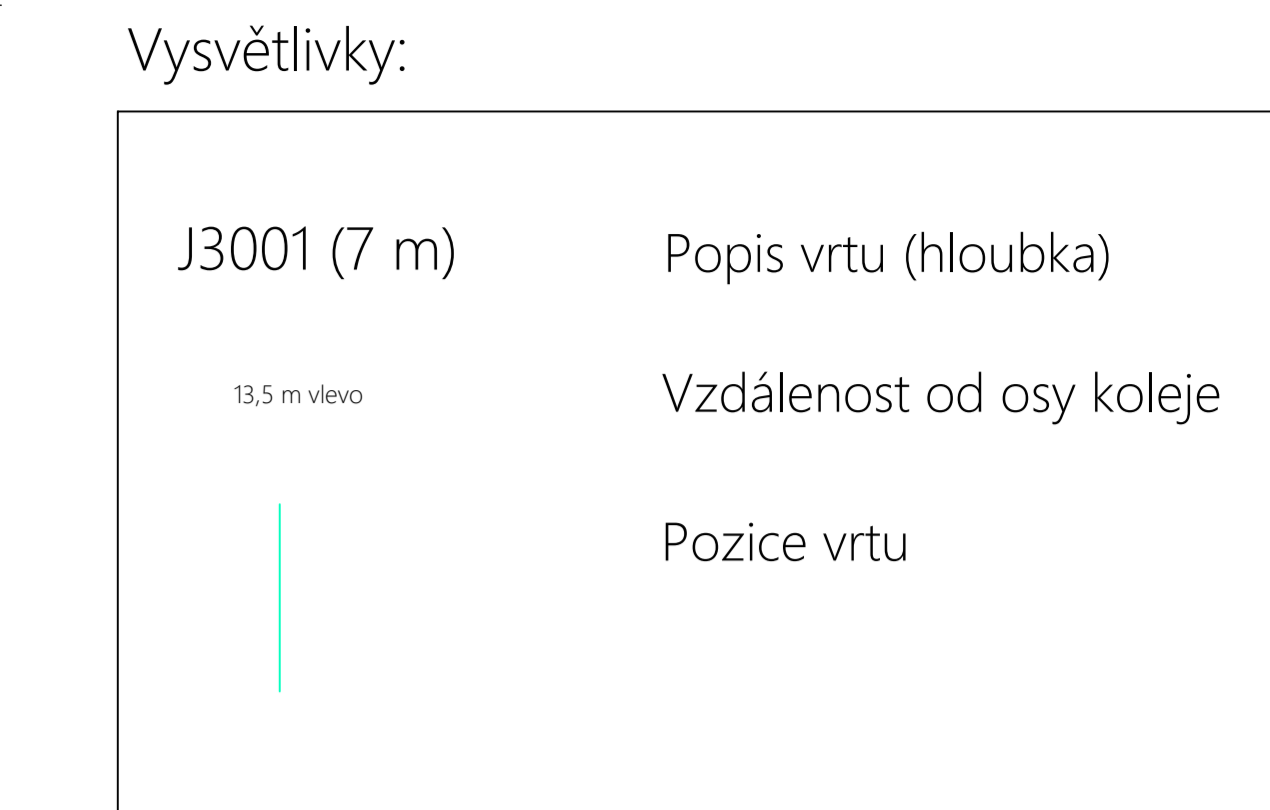 Vysvětlivky:
J3001 (7 m) Popis vrtu (hloubka)
13,5 m vlevo Vzdálenost od osy koleje
Pozice vrtu